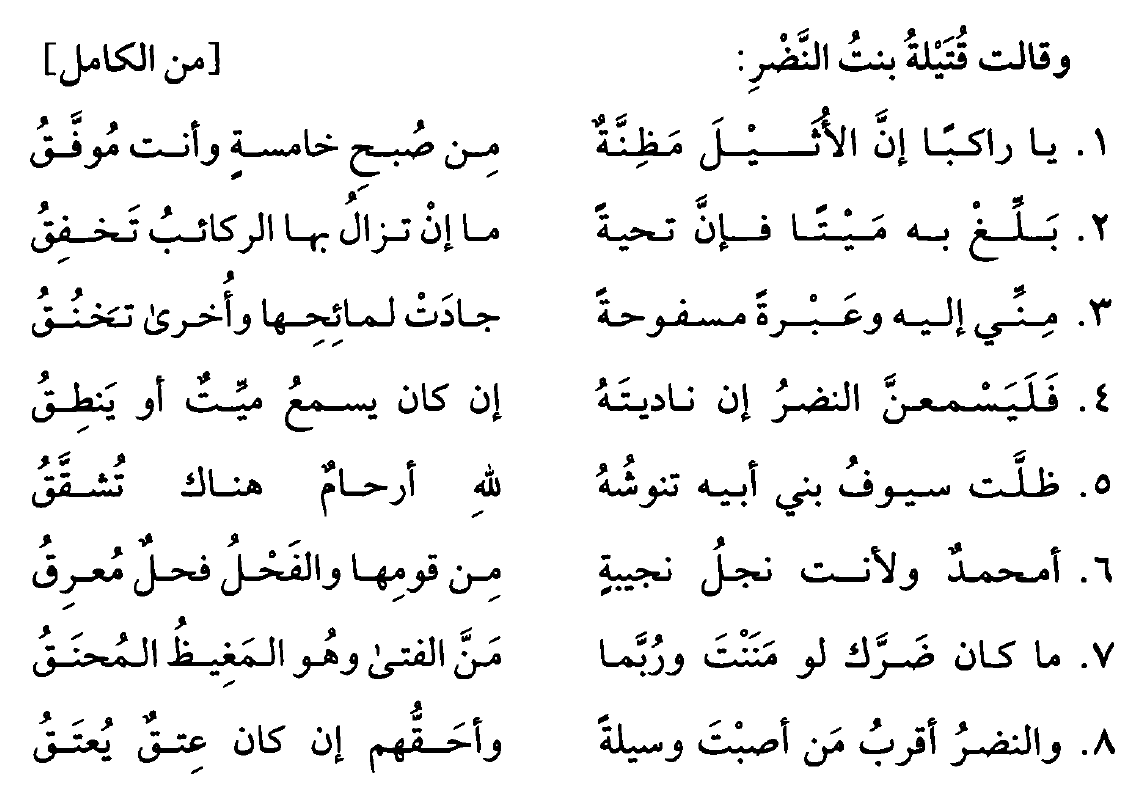 وقالت قُتَيْلةُ بنتُ النَّضْرِ: [من الكامل]
١. يا راكبًا إنَّ الأُثَيْلَ مَظِنَّةٌ مِن صُبحِ خامسةٍ وأنت مُوفَّقُ
٢. بَلِّغْ به مَيْتًا فإنَّ تحيةً ما إنْ تزالُ بها الركائبُ تَخفِقُ
٣. مِنِّي إليه وعَبْرةً مسفوحةً جادَتْ لمائِحِها وأُخرىٰ تخنُقُ
٤. فَلَيَسْمعنَّ النضرُ إن ناديتَهُ إن كان يسمعُ ميِّتٌ أو يَنطِقُ
٥. ظلَّت سيوفُ بني أبيه تنوشُهُ للهِ أرحامٌ هناك تُشقَّقُ
٦. أمحمدٌ ولأنت نجلُ نجيبةٍ مِن قومِها والفَحْلُ فحلٌ مُعرِقُ
٧. ما كان ضَرَّك لو مَنَنْتَ ورُبَّما مَنَّ الفتىٰ وهُو المَغِيظُ المُحنَقُ
٨. والنضرُ أقربُ مَن أصبْتَ وسيلةً وأحَقُّهم إن كان عِتقٌ يُعتَقُ